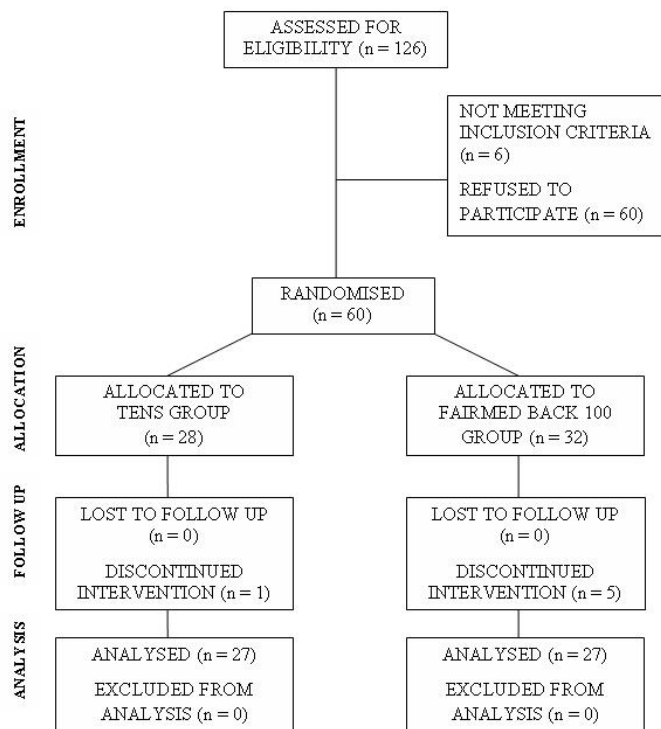 ASSESSED FOR
ELIGIBILITY (n = 126)
ENROLLMENT
NOT MEETING
INCLUSION CRITERIA
(n = 6)
REFUSED TO
PARTICIPATE (n = 60)
RANDOMISED
(n = 60)
ALLOCATION
ALLOCATED TO
TENS GROUP
(n = 28)
ALLOCATED TO
FAIRMED BACK 100
GROUP (n = 32)
FOLLOW UP
LOST TO FOLLOW UP
(n = 0)
DISCONTINUED
INTERVENTION (n = 1)
LOST TO FOLLOW UP
(n = 0)
DISCONTINUED
INTERVENTION (n = 5)
ANALYSIS
ANALYSED (n = 27)
EXCLUDED FROM
ANALYSIS (n = 0)
ANALYSED (n = 27)
EXCLUDED FROM
ANALYSIS (n = 0)